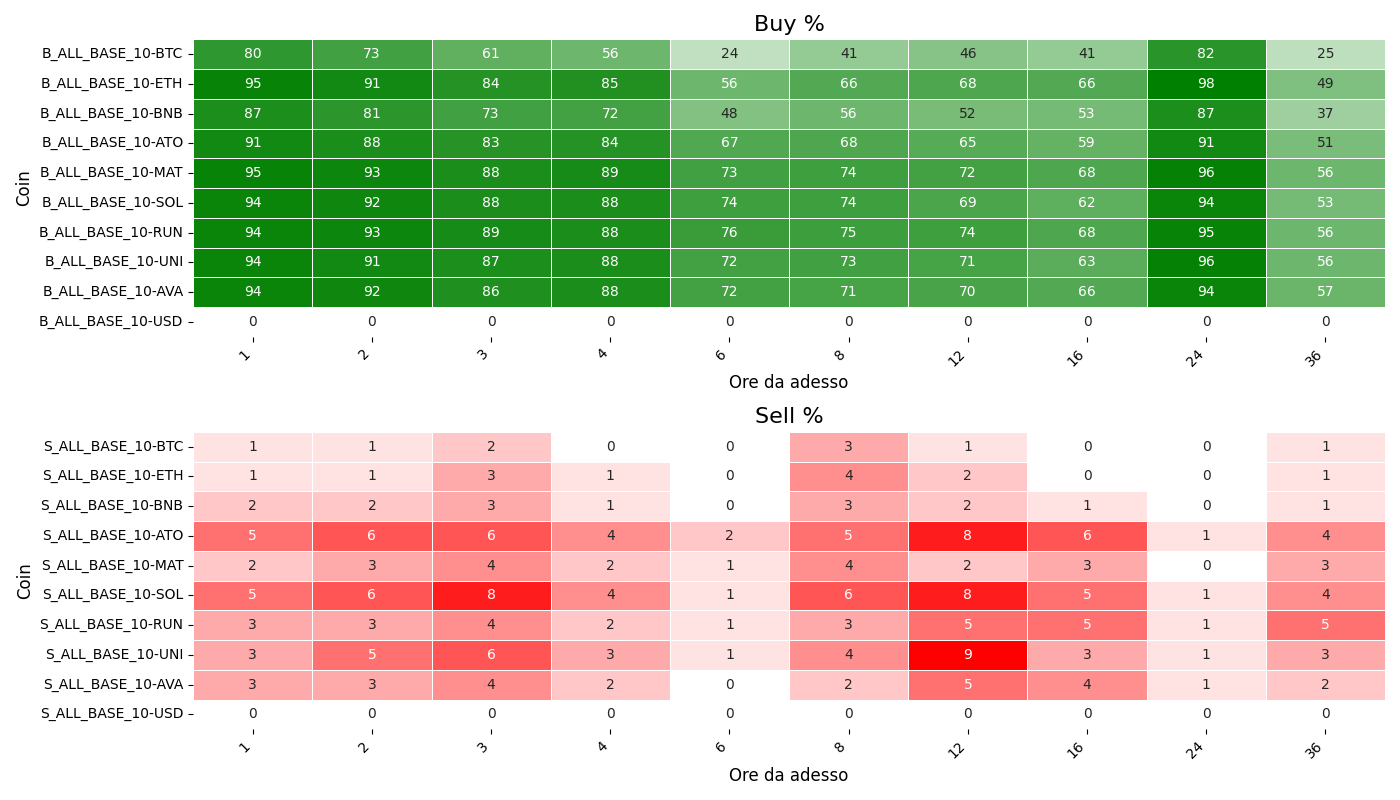 Buy %
Coin
B_ALL_BASE_10-BTC 80 73 61 56 24 41 46 41 82 25
B_ALL_BASE_10-ETH 95 91 84 85 56 66 68 66 98 49
B_ALL_BASE_10-BNB 87 81 73 72 48 56 52 53 87 37
B_ALL_BASE_10-ATO 91 88 83 84 67 68 65 59 91 51
B_ALL_BASE_10-MAT 95 93 88 89 73 74 72 68 96 56
B_ALL_BASE_10-SOL 94 92 88 88 74 74 69 62 94 53
B_ALL_BASE_10-RUN 94 93 89 88 76 75 74 68 95 56
B_ALL_BASE_10-UNI 94 91 87 88 72 73 71 63 96 56
B_ALL_BASE_10-AVA 94 92 86 88 72 71 70 66 94 57
B_ALL_BASE_10-USD 0 0 0 0 0 0 0 0 0 0
1 2 3 4 6 8 12 16 24 36
Ore da adesso
Sell %
Coin
S_ALL_BASE_10-BTC 1 1 2 0 0 3 1 0 0 1
S_ALL_BASE_10-ETH 1 1 3 1 0 4 2 0 0 1
S_ALL_BASE_10-BNB 2 2 3 1 0 3 2 1 0 1
S_ALL_BASE_10-ATO 5 6 6 4 2 5 8 6 1 4
S_ALL_BASE_10-MAT 2 3 4 2 1 4 2 3 0 3
S_ALL_BASE_10-SOL 5 6 8 4 1 6 8 5 1 4
S_ALL_BASE_10-RUN 3 3 4 2 1 3 5 5 1 5
S_ALL_BASE_10-UNI 3 5 6 3 1 4 9 3 1 3
S_ALL_BASE_10-AVA 3 3 4 2 0 2 5 4 1 2
S_ALL_BASE_10-USD 0 0 0 0 0 0 0 0 0 0
1 2 3 4 6 8 12 16 24 36
Ore da adesso